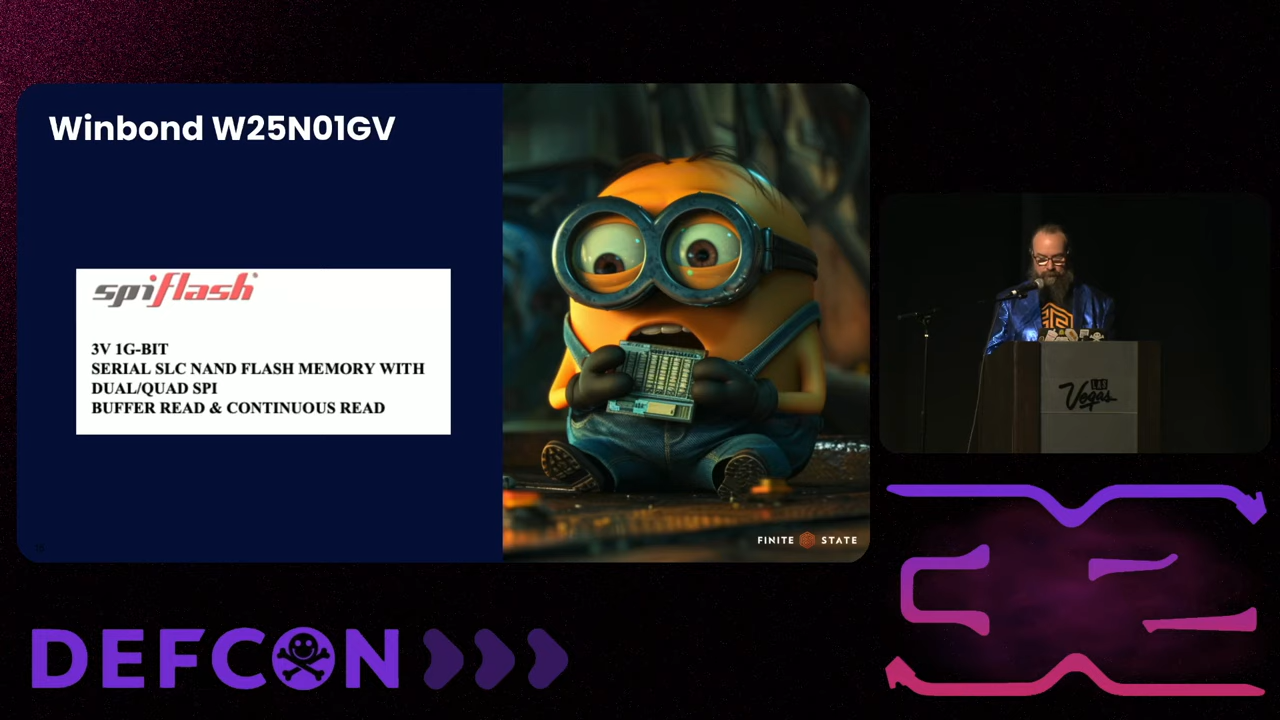 Winbond W25N01GV
spiflash
3V 1G-BIT
SERIAL SLC NAND FLASH MEMORY WITH
DUAL/QUAD SPI
BUFFER READ & CONTINUOUS READ
FINITE STATE
LAS
Vegas
DEFCON